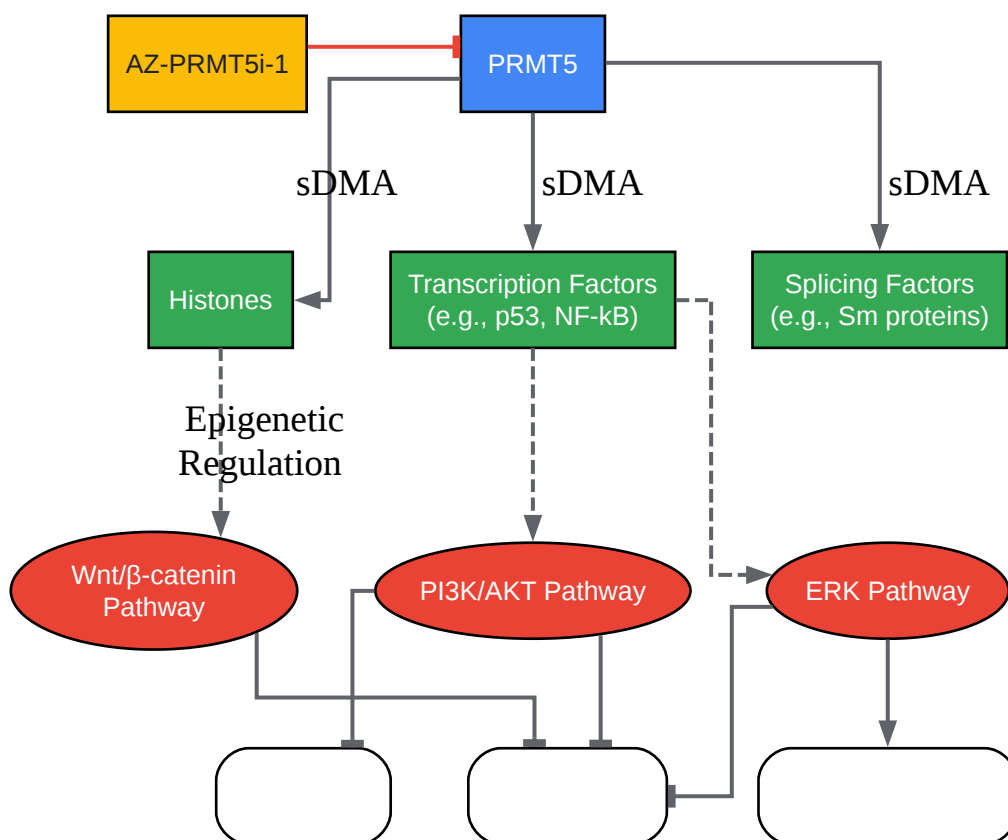 AZ-PRMT5i-1
PRMT5
sDMA
sDMA
sDMA
Histones
Transcription Factors
(e.g., p53, NF-kB)
Splicing Factors
(e.g., Sm proteins)
Epigenetic
Regulation
Wnt/β-catenin
Pathway
PI3K/AKT Pathway
ERK Pathway